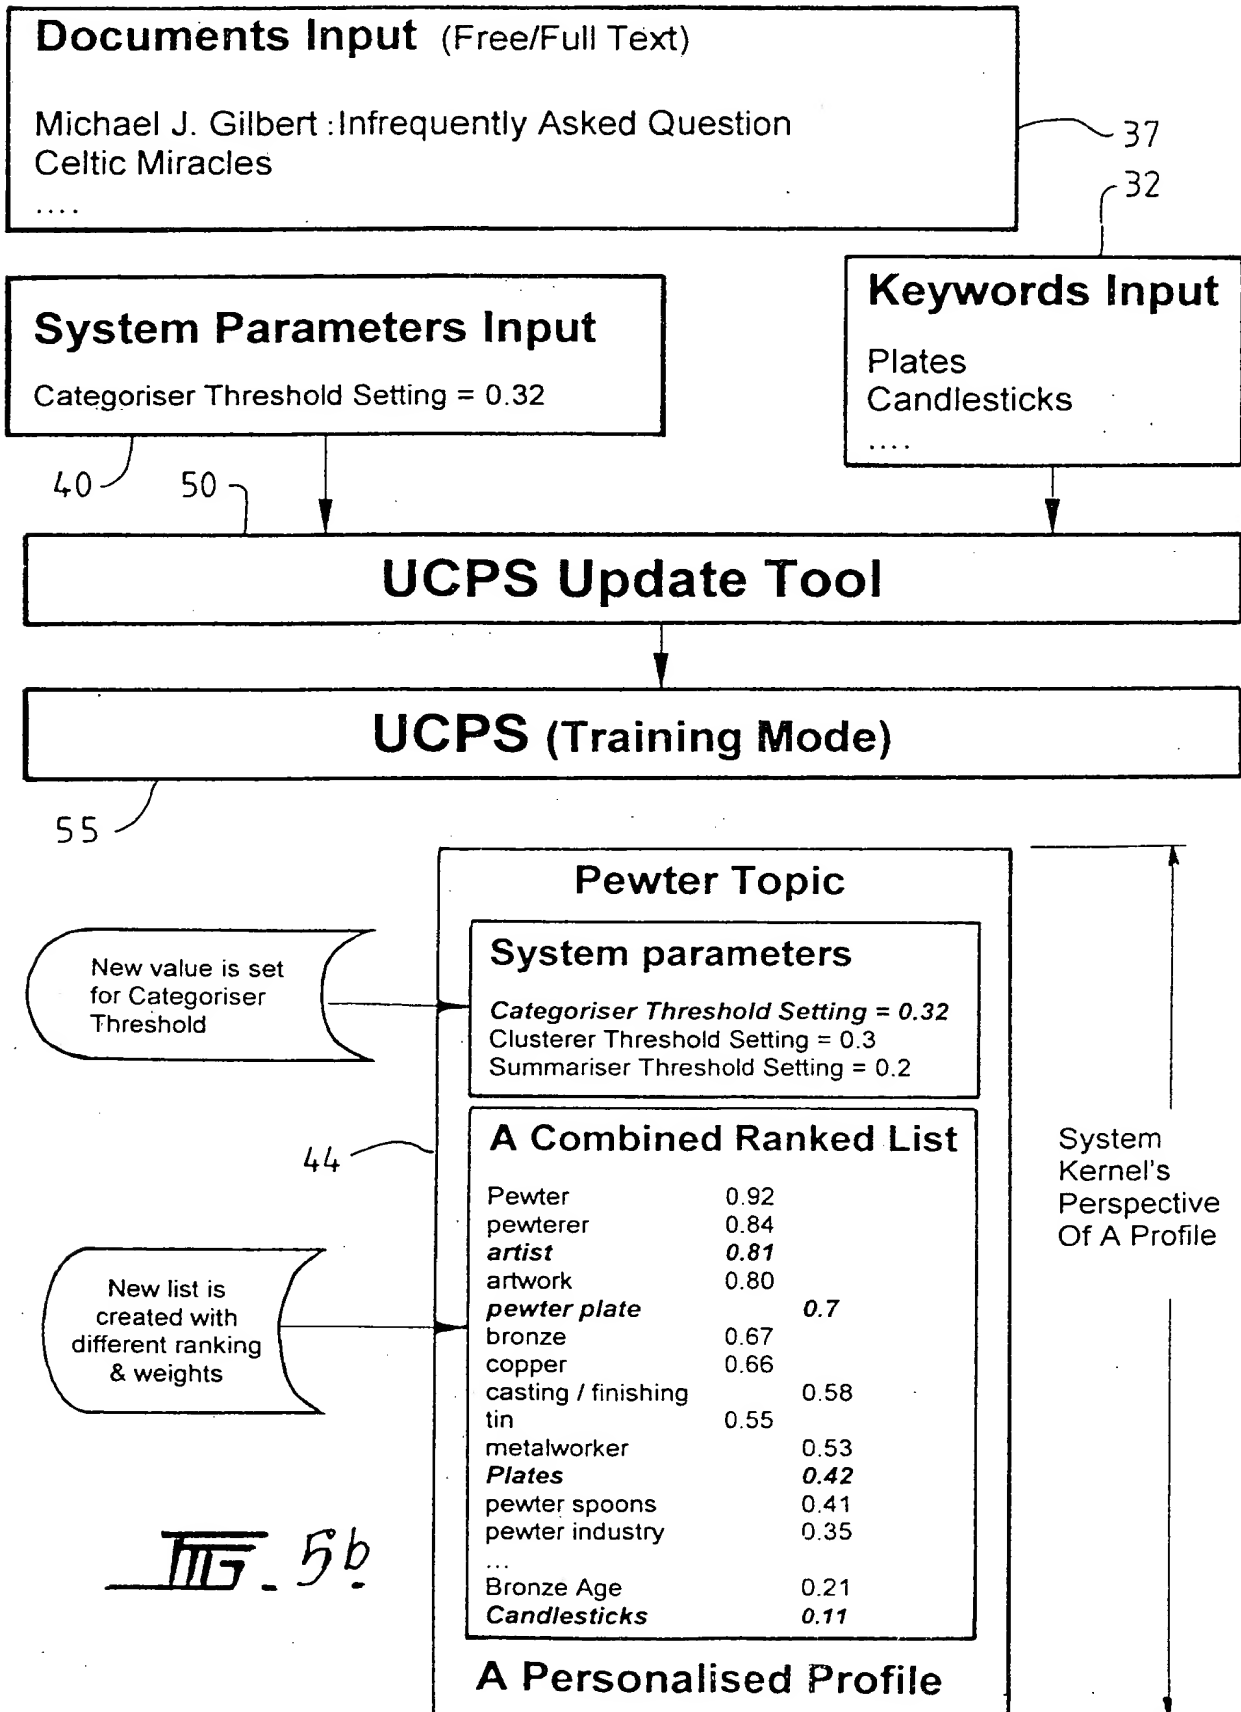 Documents Input (Free/Full Text)
Michael J. Gilbert : Infrequently Asked Question
Celtic Miracles
....
37
32
System Parameters Input
Categoriser Threshold Setting = 0.32
Keywords Input
Plates
Candlesticks
....
40
50
UCPS Update Tool
UCPS (Training Mode)
55
Pewter Topic
New value is set
for Categoriser
Threshold
System parameters
Categoriser Threshold Setting = 0.32
Clusterer Threshold Setting = 0.3
Summariser Threshold Setting = 0.2
44
A Combined Ranked List
Pewter 0.92
pewterer 0.84
artist 0.81
artwork 0.80
pewter plate 0.7
bronze 0.67
copper 0.66
casting / finishing 0.58
tin 0.55
metalworker 0.53
Plates 0.42
pewter spoons 0.41
pewter industry 0.35
...
Bronze Age 0.21
Candlesticks 0.11
System
Kernel's
Perspective
Of A Profile
New list is
created with
different ranking
& weights
FIG. 5b
A Personalised Profile